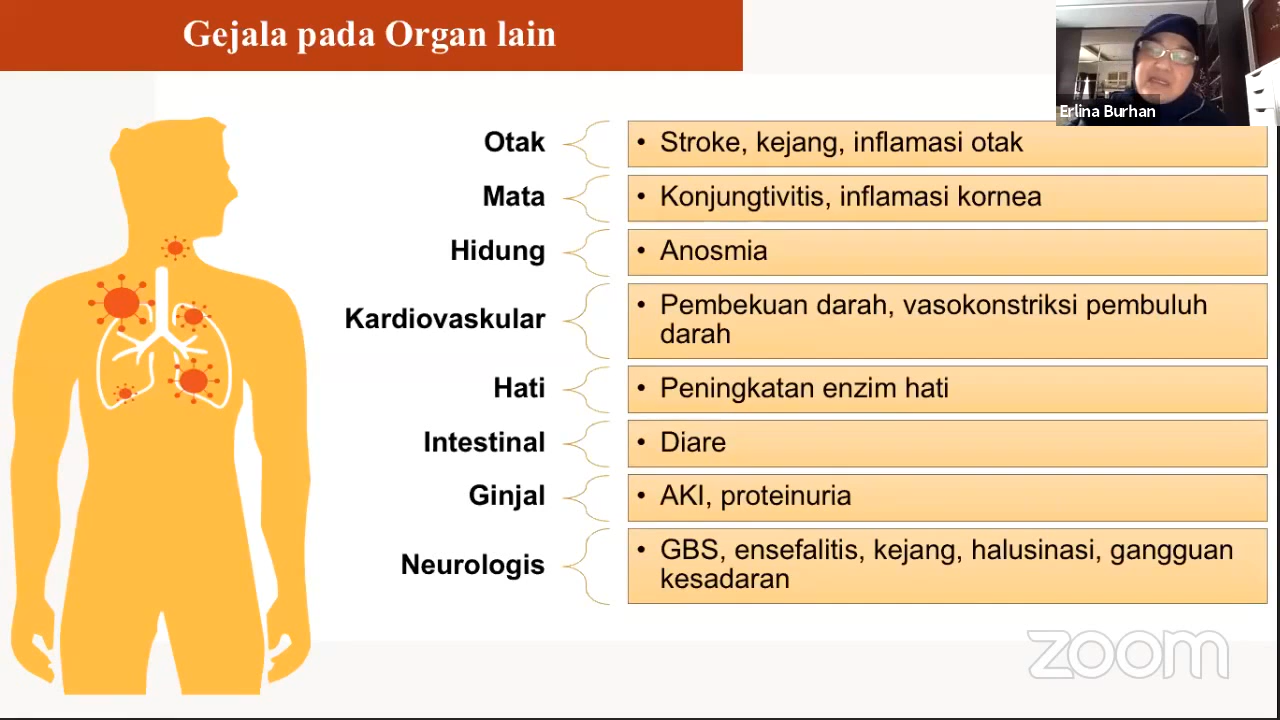 Gejala pada Organ lain
Erlina Burhan
Otak
• Stroke, kejang, inflamasi otak
Mata
• Konjungtivitis, inflamasi kornea
Hidung
• Anosmia
Kardiovaskular
• Pembekuan darah, vasokonstriksi pembuluh
darah
Hati
• Peningkatan enzim hati
Intestinal
• Diare
Ginjal
• AKI, proteinuria
Neurologis
• GBS, ensefalitis, kejang, halusinasi, gangguan
kesadaran
zoom